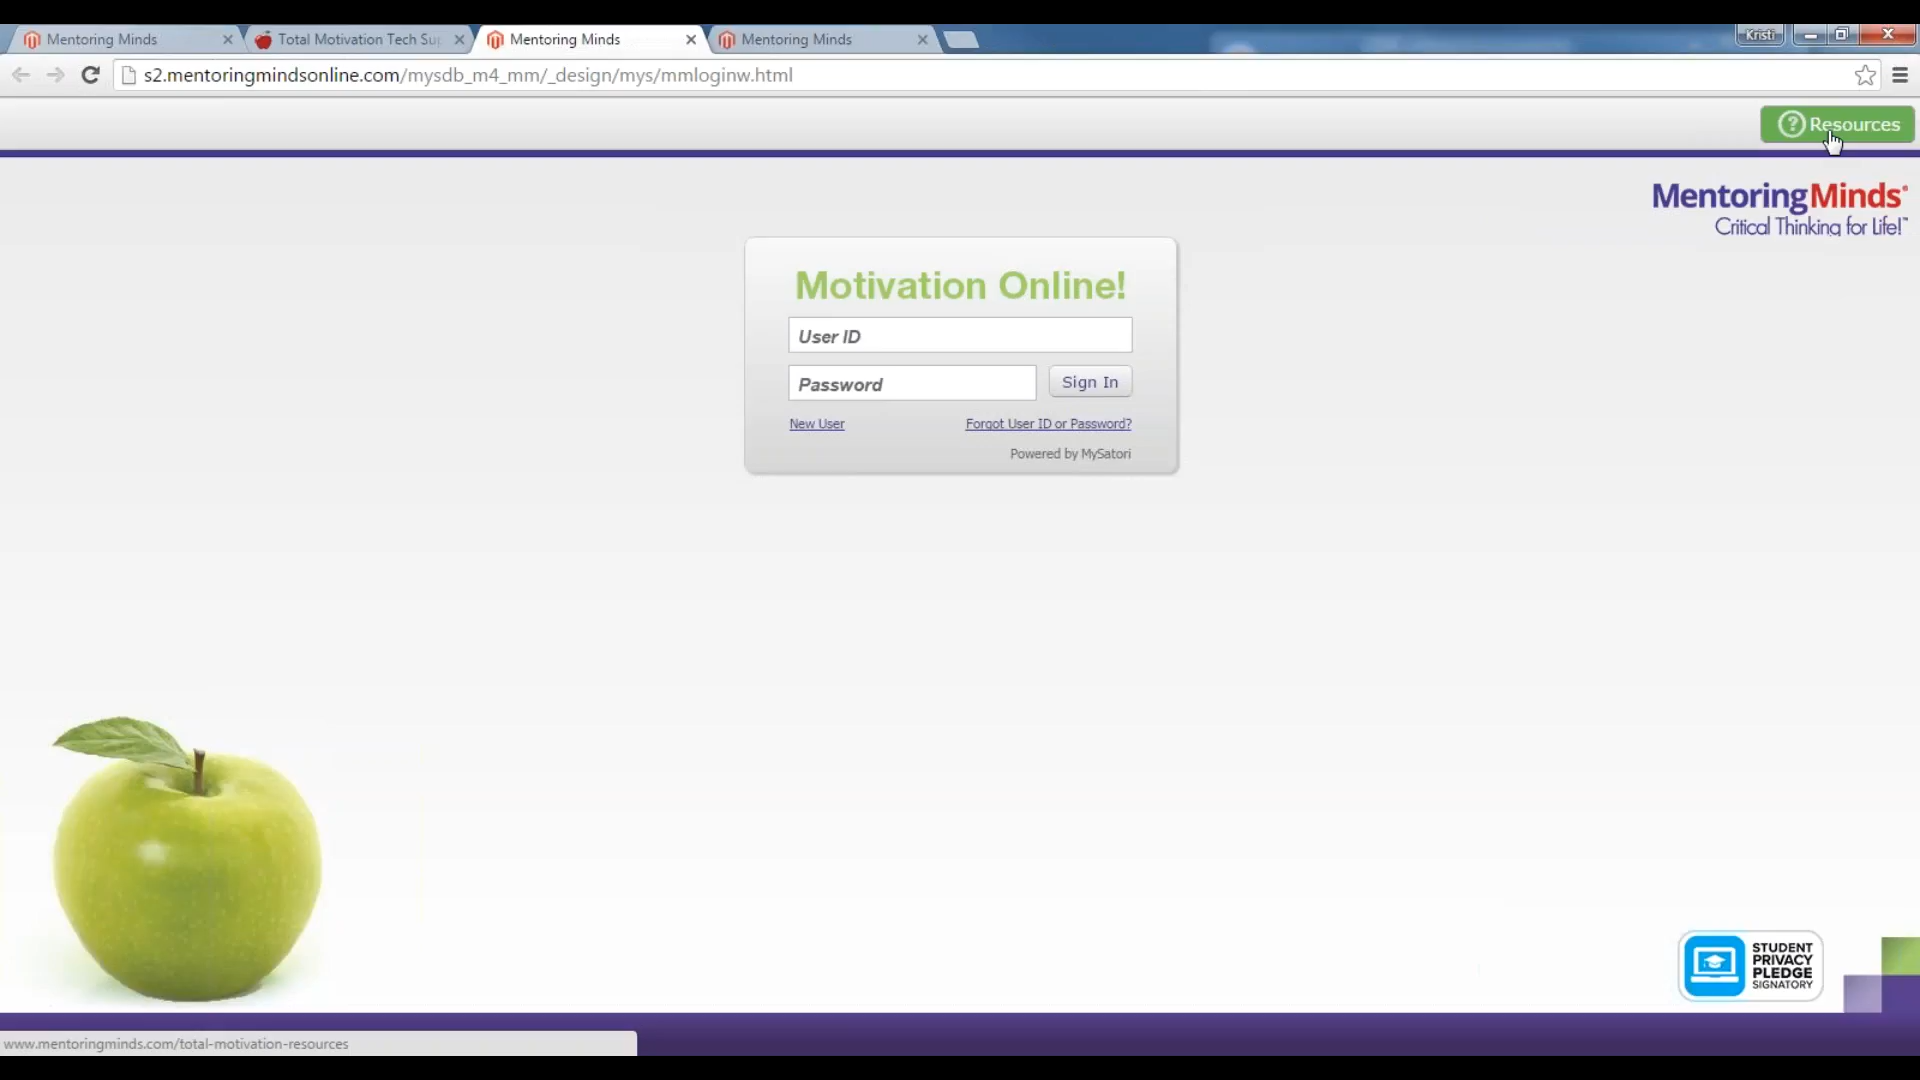 Mentoring Minds
Total Motivation Tech Sup
Mentoring Minds
Mentoring Minds
Kristi
s2.mentoringmindsonline.com/mysdb_m4_mm/_design/mys/mmloginw.html
Resources
MentoringMinds®
Critical Thinking for Life!™
Motivation Online!
User ID
Password
Sign In
New User
Forgot User ID or Password?
Powered by MySatori
STUDENT
PRIVACY
PLEDGE
SIGNATORY
www.mentoringminds.com/total-motivation-resources